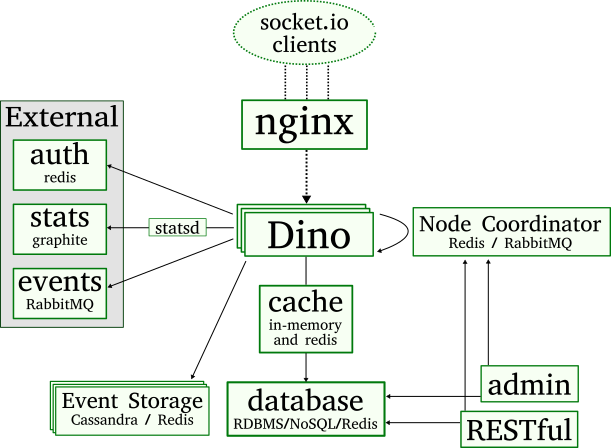 socket.io
clients
nginx
External
auth
redis
stats
graphite
events
RabbitMQ
statsd
Dino
Node Coordinator
Redis / RabbitMQ
cache
in-memory
and redis
Event Storage
Cassandra / Redis
database
RDBMS/NoSQL/Redis
admin
RESTful